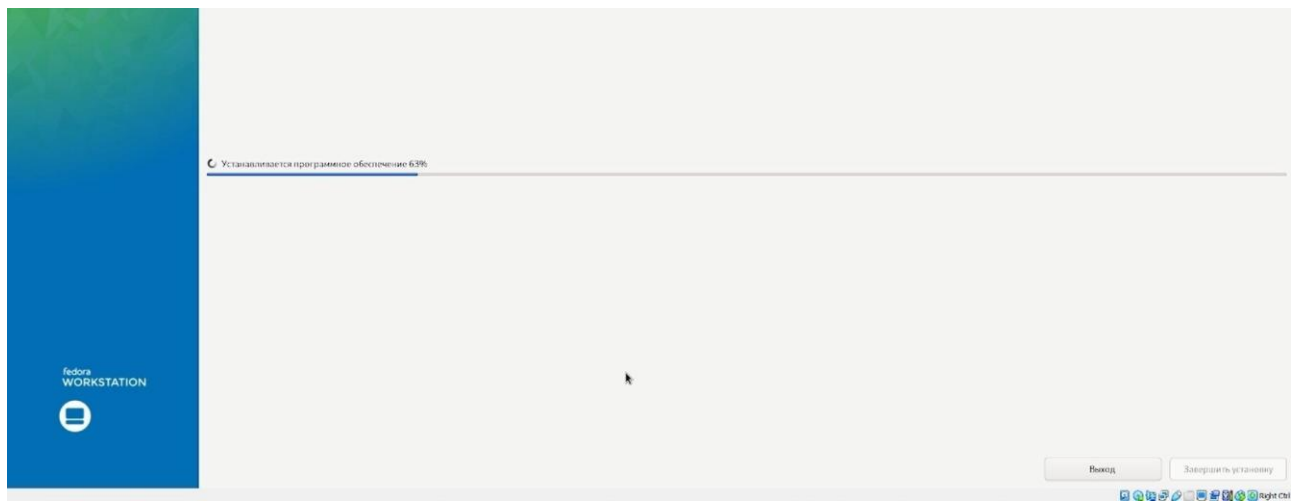 Устанавливается программное обеспечение 63%
fedora
WORKSTATION
Выход
Завершить установку
Right Ctrl